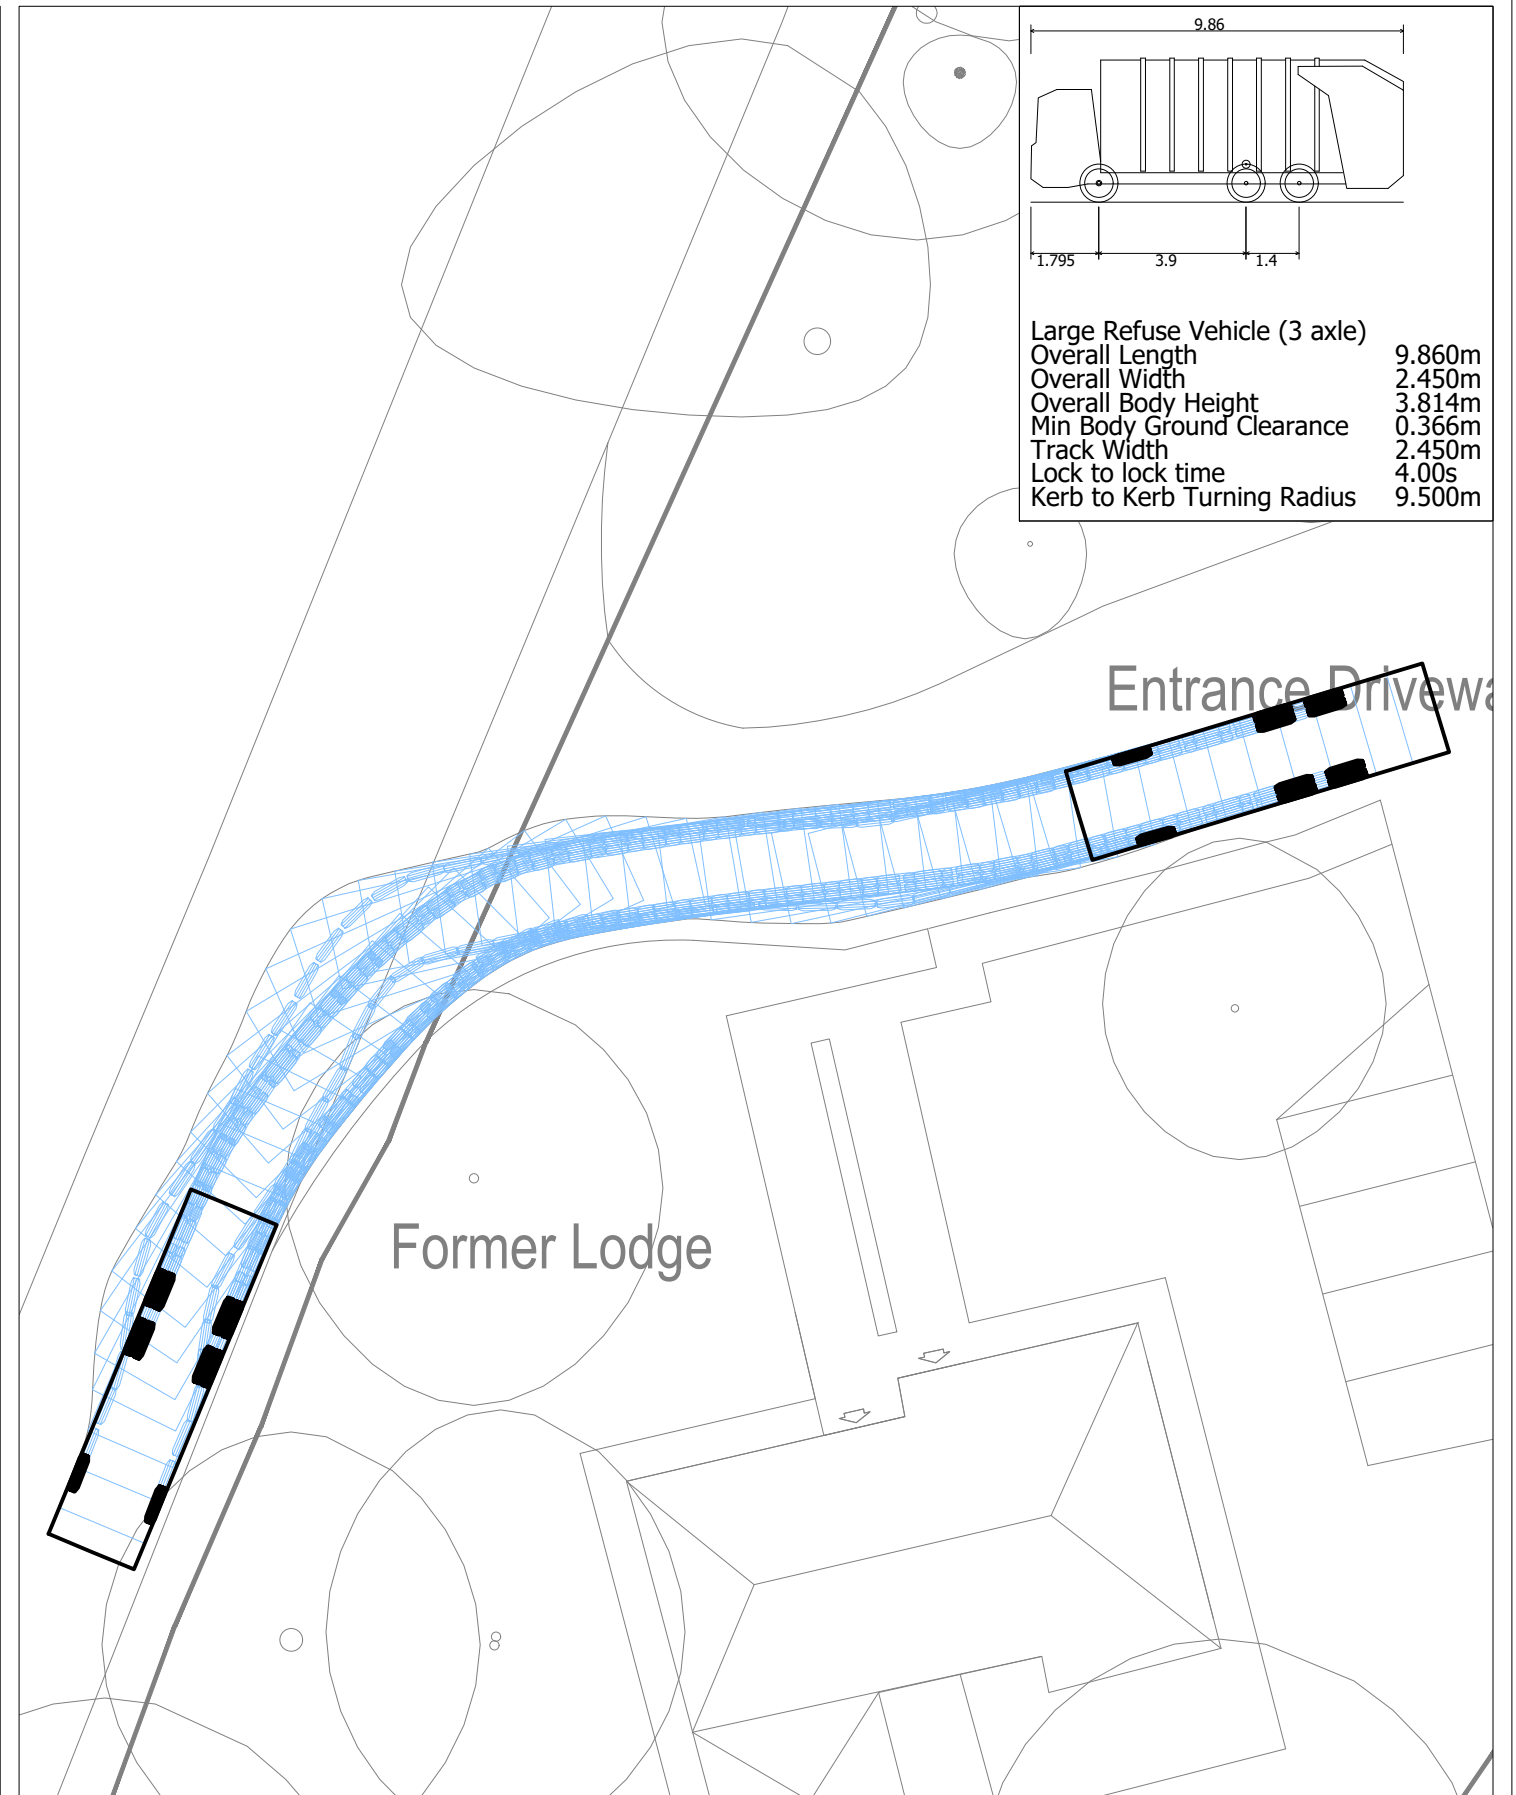 9.86
1.795 3.9 1.4
Large Refuse Vehicle (3 axle)
Overall Length 9.860m
Overall Width 2.450m
Overall Body Height 3.814m
Min Body Ground Clearance 0.366m
Track Width 2.450m
Lock to lock time 4.00s
Kerb to Kerb Turning Radius 9.500m
Entrance Drivewa
Former Lodge